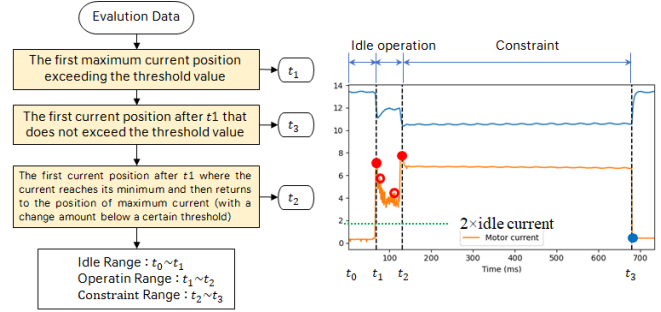 Evalution Data
The first maximum current position
exceeding the threshold value
t1
The first current position after t1 that
does not exceed the threshold value
t3
The first current position after t1 where the
current reaches its minimum and then returns
to the position of maximum current (with a
change amount below a certain threshold)
t2
Idle Range : t0~t1
Operatin Range : t1~t2
Constraint Range : t2~t3
Idle operation
Constraint
14
12
10
8
6
4
2
0
2×idle current
Motor current
100 200 300 400 500 600 700
Time (ms)
t0 t1 t2 t3